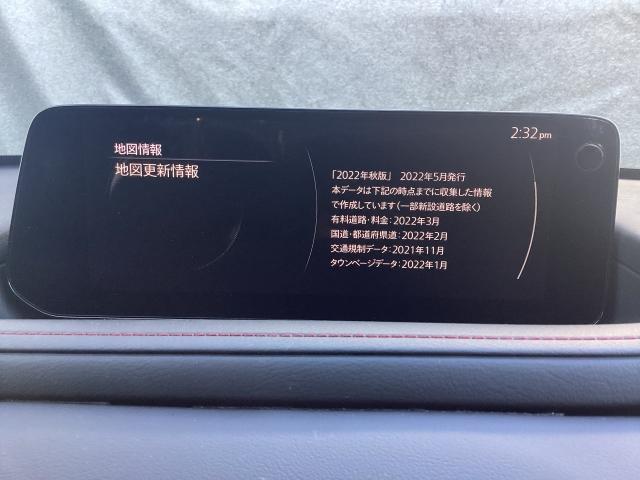 2:32 pm
地図情報
地図更新情報
「2022年秋版」 2022年5月発行
本データは下記の時点までに収集した情報
で作成しています(一部新設道路を除く)
有料道路・料金:2022年3月
国道・都道府県道:2022年2月
交通規制データ:2021年11月
タウンページデータ:2022年1月